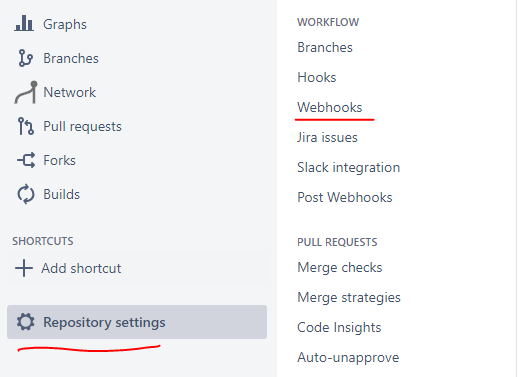 Graphs
Branches
Network
Pull requests
Forks
Builds
SHORTCUTS
Add shortcut
Repository settings
WORKFLOW
Branches
Hooks
Webhooks
Jira issues
Slack integration
Post Webhooks
PULL REQUESTS
Merge checks
Merge strategies
Code Insights
Auto-unapprove